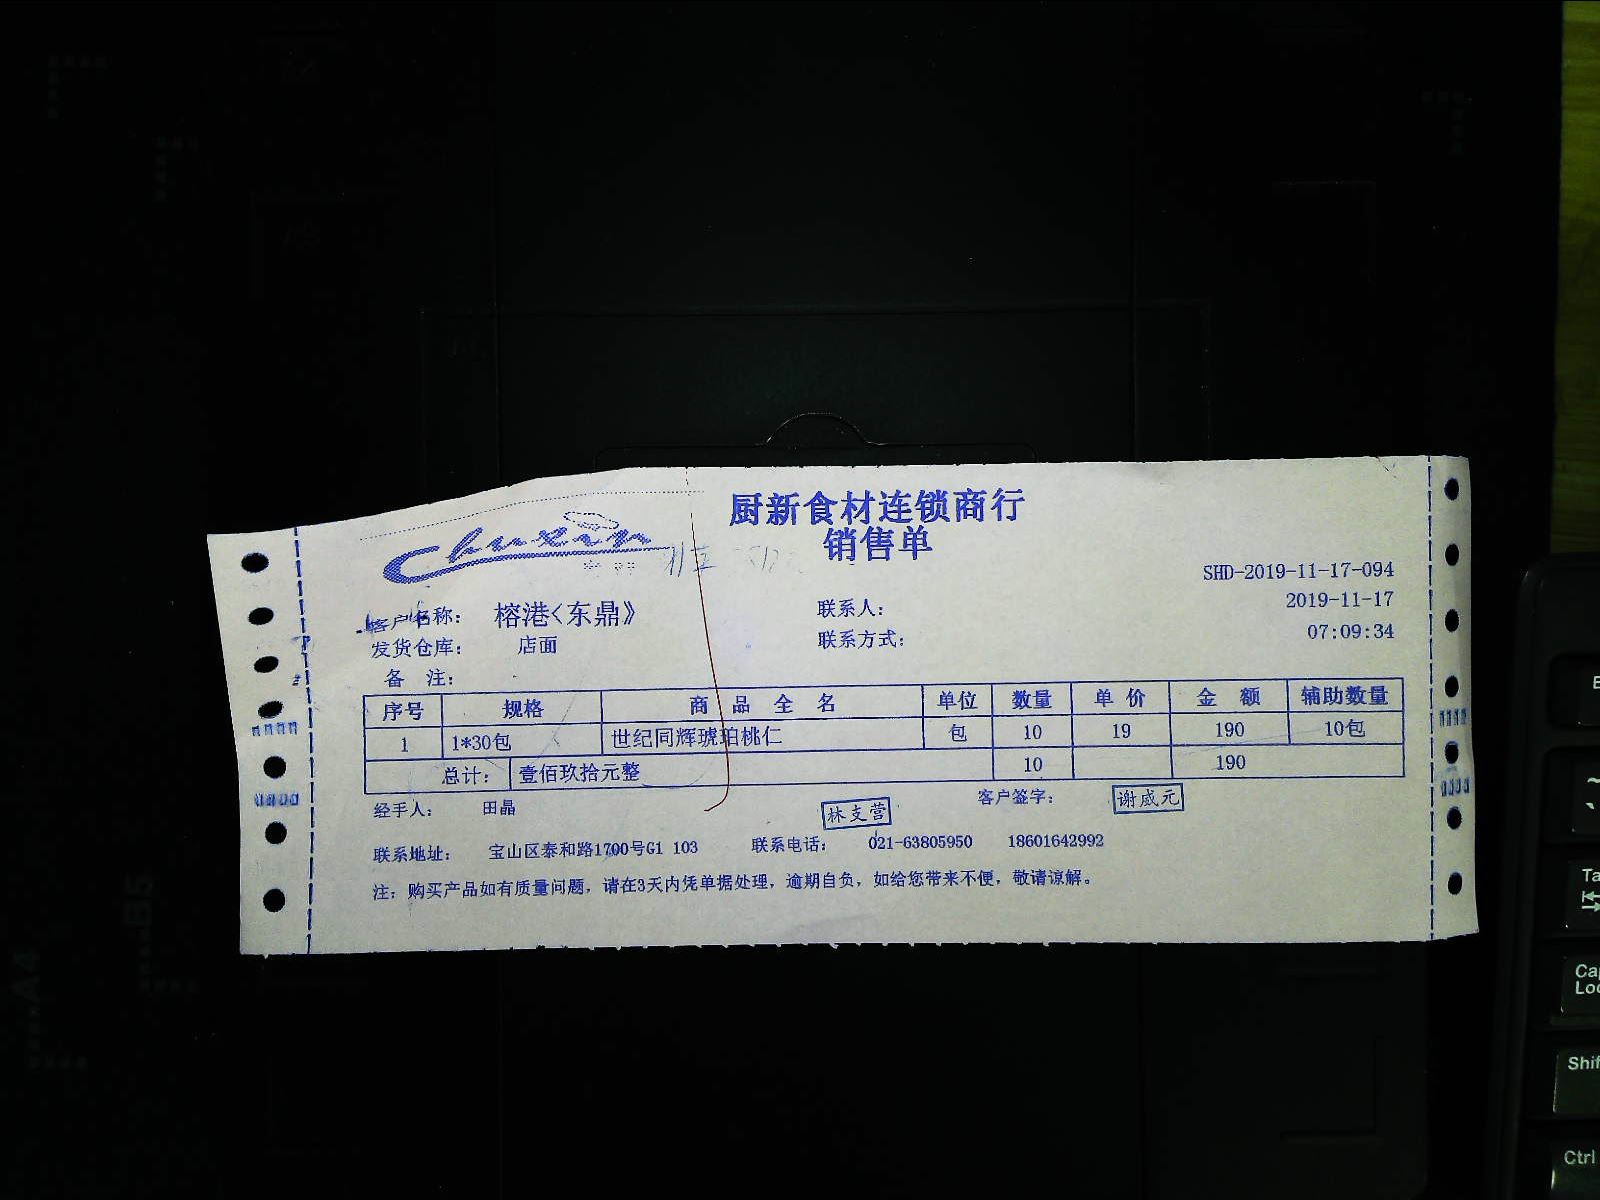 Chuxin
厨新食材连锁商行
销售单
SHD-2019-11-17-094
客户名称： 榕港<东鼎》 联系人： 2019-11-17
发货仓库： 店面 联系方式： 07:09:34
备 注：
序号 规格 商 品 全 名 单位 数量 单 价 金 额 辅助数量
1 1*30包 世纪同辉琥珀桃仁 包 10 19 190 10包
总计： 壹佰玖拾元整 10 190
经手人： 田晶 林支营 客户签字： 谢威元
联系地址： 宝山区泰和路1700号G1 103 联系电话： 021-63805950 18601642992
注：购买产品如有质量问题，请在3天内凭单据处理，逾期自负，如给您带来不便，敬请谅解。
B
Ta
Cap
Loc
Shif
Ctrl
A4
B5